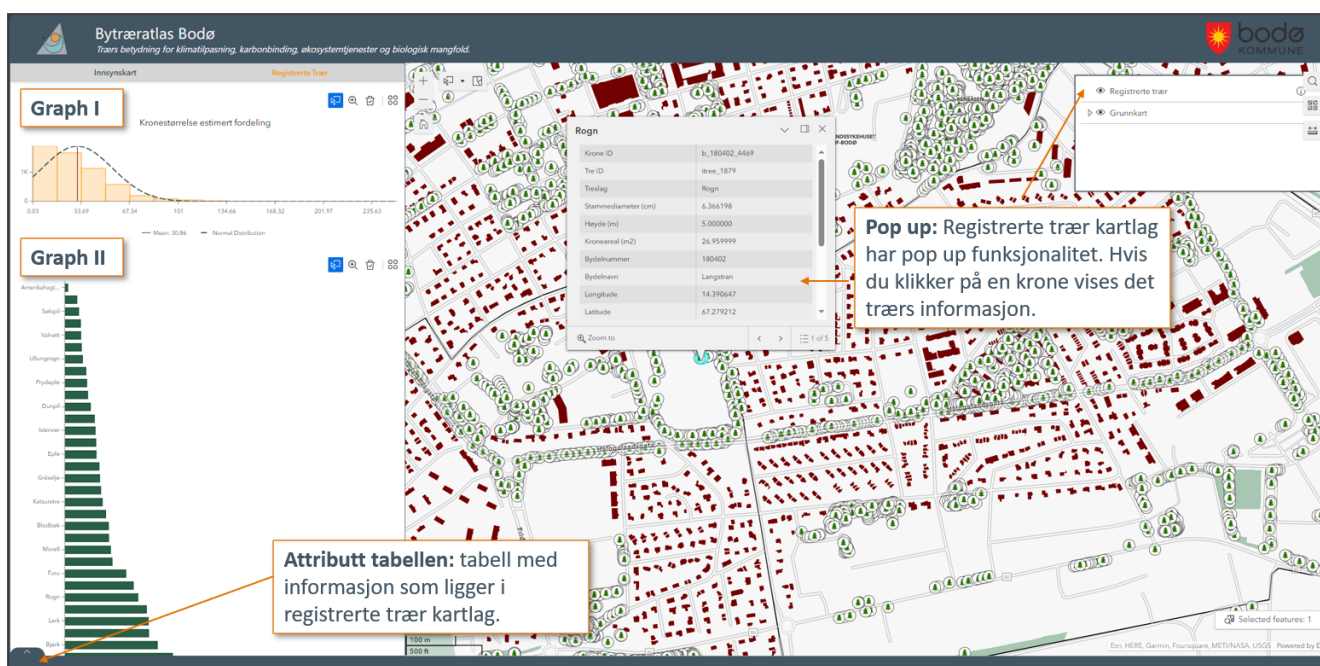 Bytræratlas Bodø
Trærs betydning for klimatilpasning, karbonbinding, økosystemtjenester og biologisk mangfold.
bodø
KOMMUNE
Innsynskart
Registrerte Trær
Graph I
Kronestørrelse estimert fordeling
1K
0
0.03 33.69 67.34 101 134.66 168.32 201.97 235.63
Mean: 30.86 Normal Distribution
Graph II
Amerikahagt...
Sølvpil
Valnøtt
Ullungrogn
Prydeple
Dunpil
Istervier
Eple
Gråselje
Katsuratre
Blodbøk
Morell
Furu
Rogn
Lerk
Bjørk
Rogn
Krone ID b_180402_4469
Tre ID itree_1879
Treslag Rogn
Stammediameter (cm) 6.366198
Høyde (m) 5.000000
Kroneareal (m2) 26.959999
Bydelnummer 180402
Bydelnavn Langstran
Longitude 14.390647
Latitude 67.279212
Zoom to
1 of 5
Registrerte trær
Grunnkart
Pop up: Registrerte trær kartlag
har pop up funksjonalitet. Hvis
du klikker på en krone vises det
trærs informasjon.
Attributt tabellen: tabell med
informasjon som ligger i
registrerte trær kartlag.
100 m
500 ft
Selected features: 1
Esri, HERE, Garmin, Foursquare, METI/NASA, USGS Powered by E